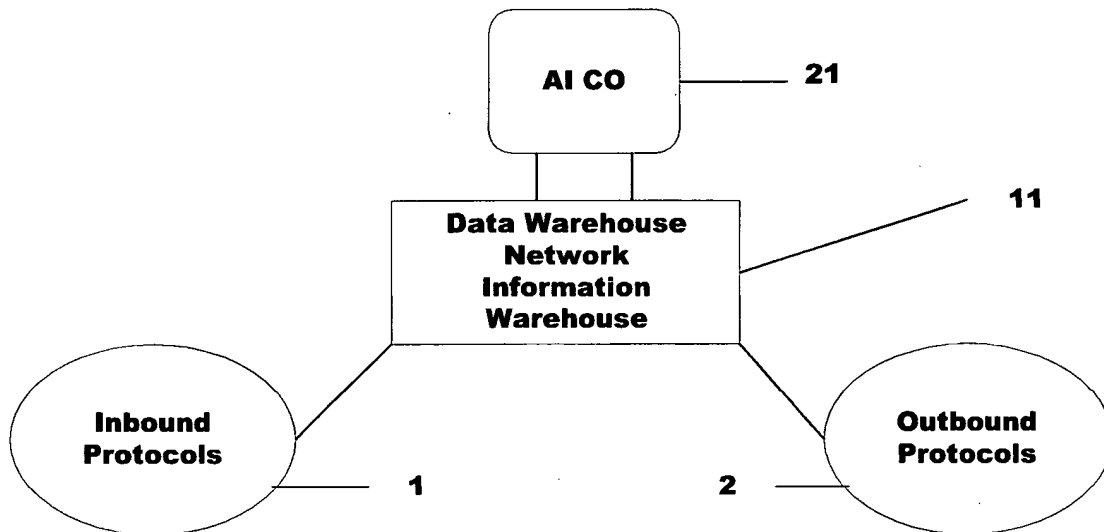 AI CO
21
Data Warehouse
Network
Information
Warehouse
11
Inbound
Protocols
1
2
Outbound
Protocols